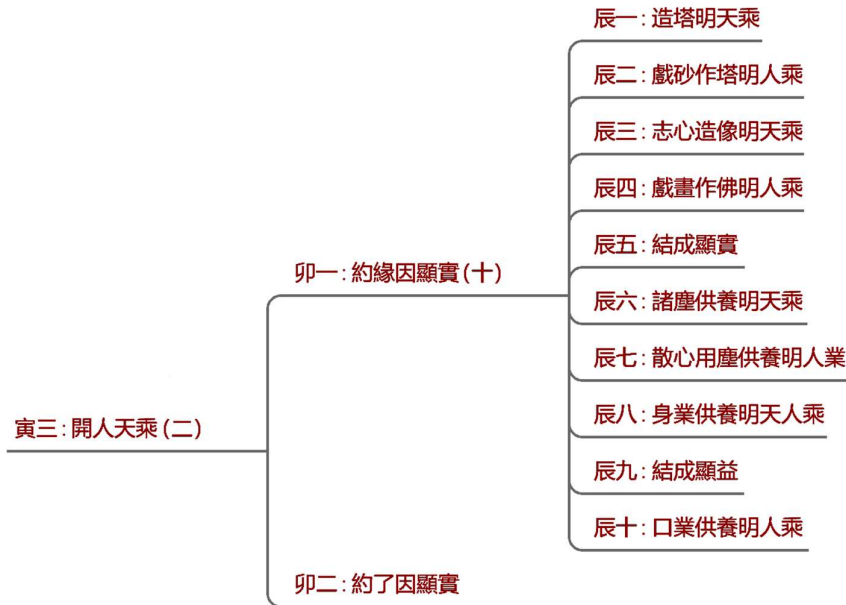 寅三：開人天乘（二）
卯一：約緣因顯實（十）
辰一：造塔明天乘
辰二：戲砂作塔明人乘
辰三：志心造像明天乘
辰四：戲畫作佛明人乘
辰五：結成顯實
辰六：諸塵供養明天乘
辰七：散心用塵供養明人業
辰八：身業供養明天人乘
辰九：結成顯益
辰十：口業供養明人乘
卯二：約了因顯實